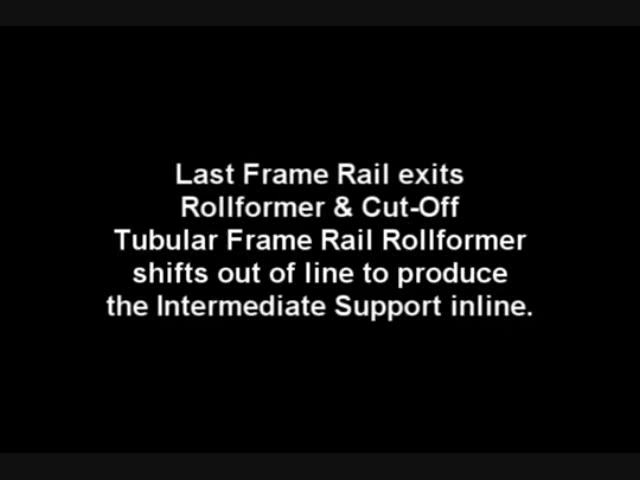 Last Frame Rail exits
Rollformer & Cut-Off
Tubular Frame Rail Rollformer
shifts out of line to produce
the Intermediate Support inline.